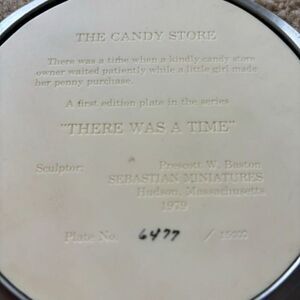 THE CANDY STORE
There was a time when a kindly candy store
owner waited patiently while a little girl made
her penny purchase.
A first edition plate in the series
"THERE WAS A TIME"
Sculptor: Prescott W. Baston
SEBASTIAN MINIATURES
Hudson, Massachusetts
1979
Plate No. 6477 / 15000